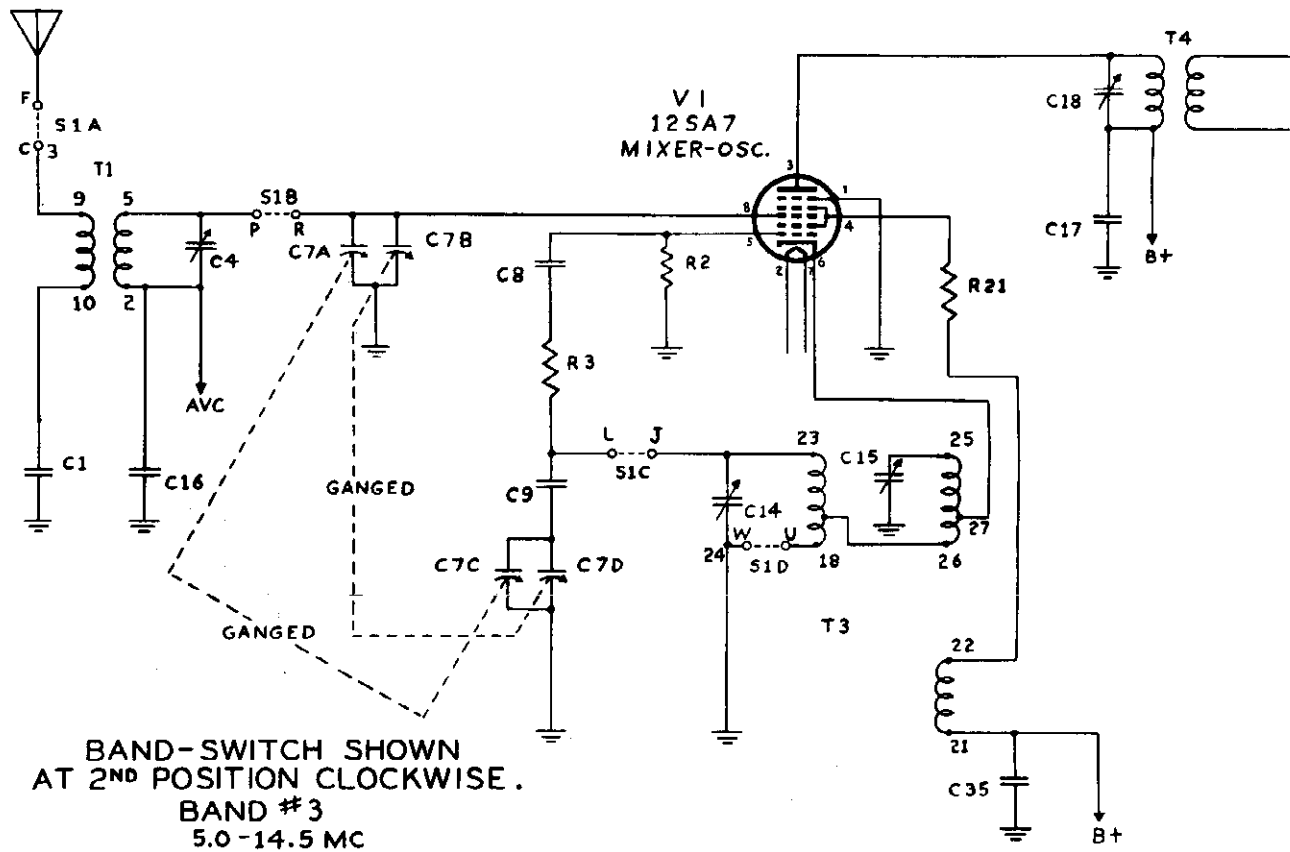 T4
C18
V1
12SA7
MIXER-OSC.
F
S1A
C 3
T1
9 5
S1B
P R
C7A C7B
C4
10 2
AVC
C1
C16
GANGED
GANGED
C8
R2
R3
3
1
8
5
4
2 7 6
R21
C17
B+
L J
S1C
C9
C7C C7D
23
C14
W U
24
S1D
18
C15
25
27
26
T3
22
21
C35
B+
BAND-SWITCH SHOWN
AT 2ND POSITION CLOCKWISE.
BAND #3
5.0-14.5 MC